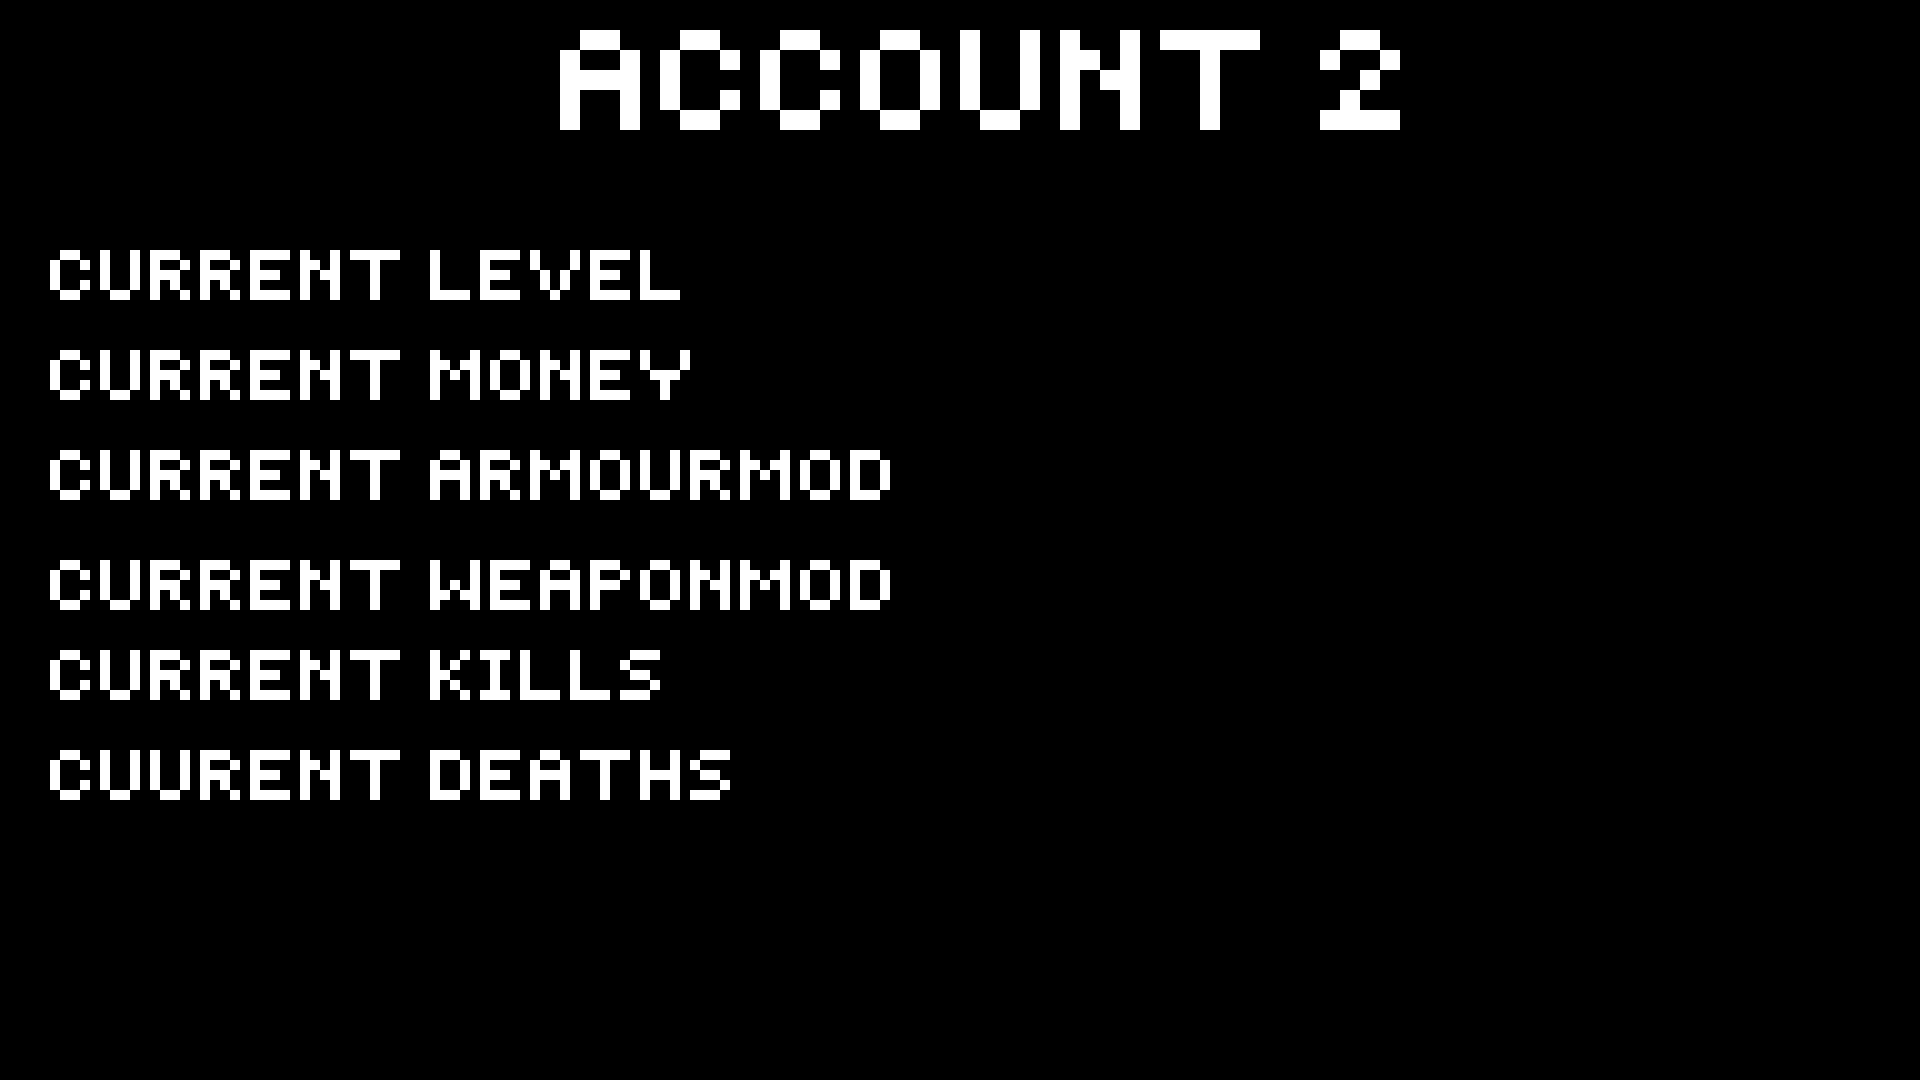 ACCOUNT 2
CURRENT LEVEL
CURRENT MONEY
CURRENT ARMOURMOD
CURRENT WEAPONMOD
CURRENT KILLS
CUURENT DEATHS